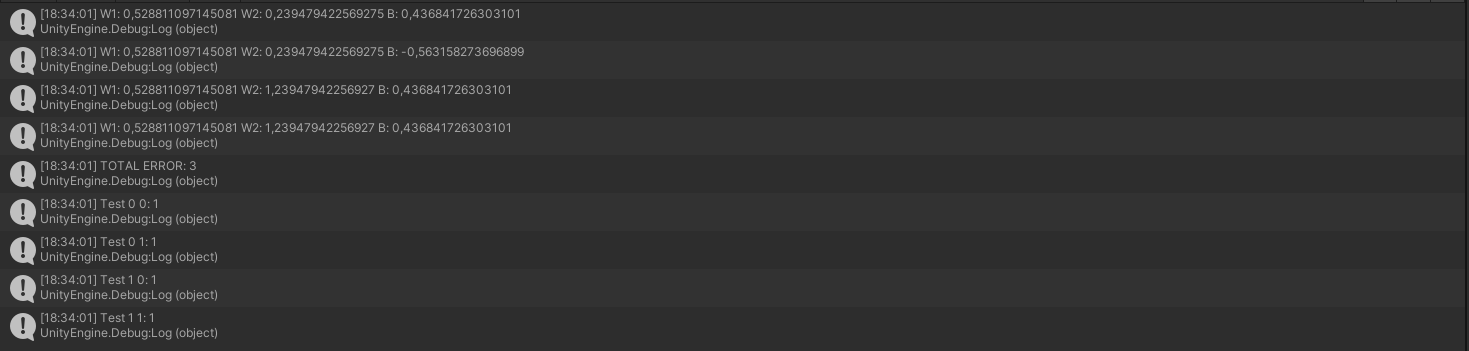 [18:34:01] W1: 0,528811097145081 W2: 0,239479422569275 B: 0,436841726303101
UnityEngine.Debug:Log (object)
[18:34:01] W1: 0,528811097145081 W2: 0,239479422569275 B: -0,563158273696899
UnityEngine.Debug:Log (object)
[18:34:01] W1: 0,528811097145081 W2: 1,23947942256927 B: 0,436841726303101
UnityEngine.Debug:Log (object)
[18:34:01] W1: 0,528811097145081 W2: 1,23947942256927 B: 0,436841726303101
UnityEngine.Debug:Log (object)
[18:34:01] TOTAL ERROR: 3
UnityEngine.Debug:Log (object)
[18:34:01] Test 0 0: 1
UnityEngine.Debug:Log (object)
[18:34:01] Test 0 1: 1
UnityEngine.Debug:Log (object)
[18:34:01] Test 1 0: 1
UnityEngine.Debug:Log (object)
[18:34:01] Test 1 1: 1
UnityEngine.Debug:Log (object)